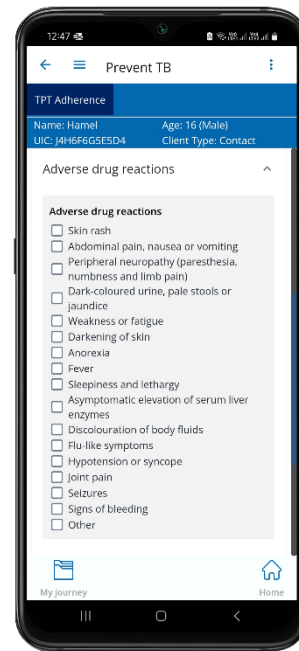 12:47
Prevent TB
TPT Adherence
Name: Hamel Age: 16 (Male)
UIC: J4H6F6G5E5D4 Client Type: Contact
Adverse drug reactions
Adverse drug reactions
Skin rash
Abdominal pain, nausea or vomiting
Peripheral neuropathy (paresthesia,
numbness and limb pain)
Dark-coloured urine, pale stools or
jaundice
Weakness or fatigue
Darkening of skin
Anorexia
Fever
Sleepiness and lethargy
Asymptomatic elevation of serum liver
enzymes
Discolouration of body fluids
Flu-like symptoms
Hypotension or syncope
Joint pain
Seizures
Signs of bleeding
Other
My journey Home